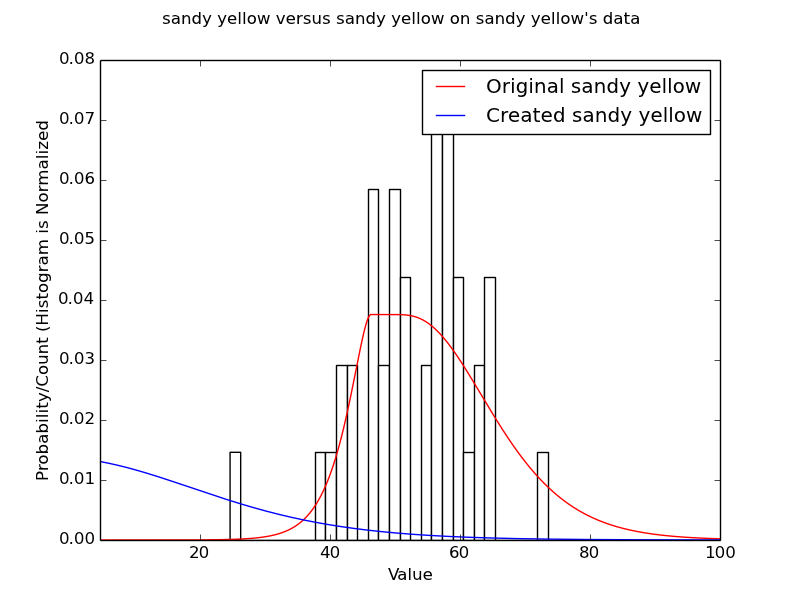 sandy yellow versus sandy yellow on sandy yellow's data
Original sandy yellow
Created sandy yellow
Probability/Count (Histogram is Normalized
0.08
0.07
0.06
0.05
0.04
0.03
0.02
0.01
0.00
20 40 60 80 100
Value